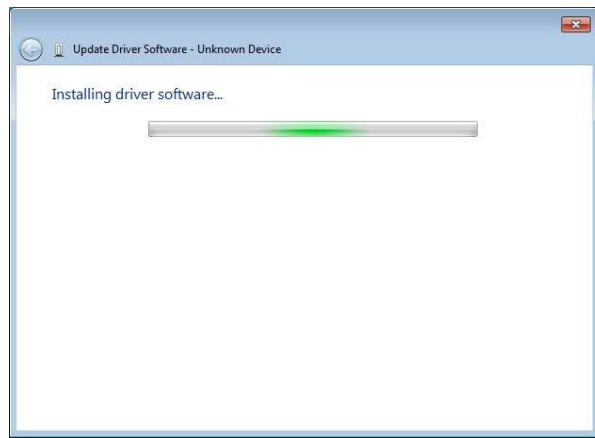 Update Driver Software - Unknown Device
Installing driver software...